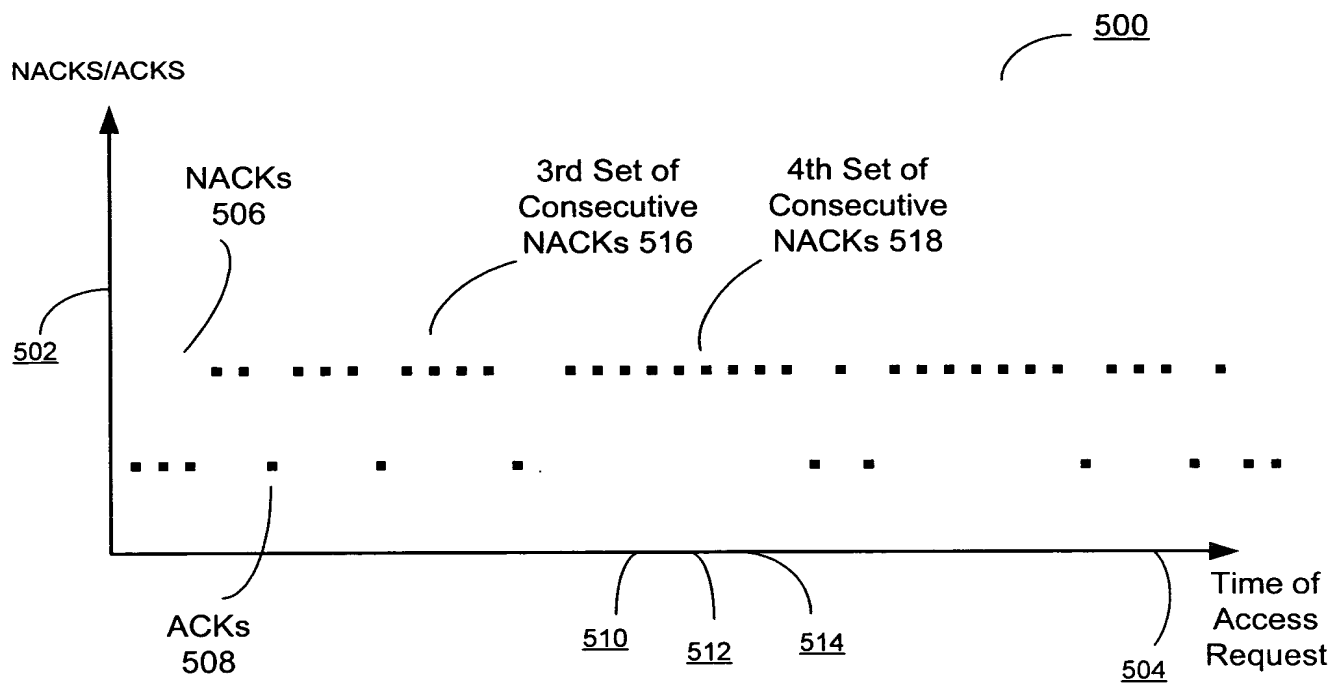 500
NACKS/ACKS
NACKs
506
3rd Set of
Consecutive
NACKs 516
4th Set of
Consecutive
NACKs 518
502
ACKs
508
510
512
514
504
Time of
Access
Request